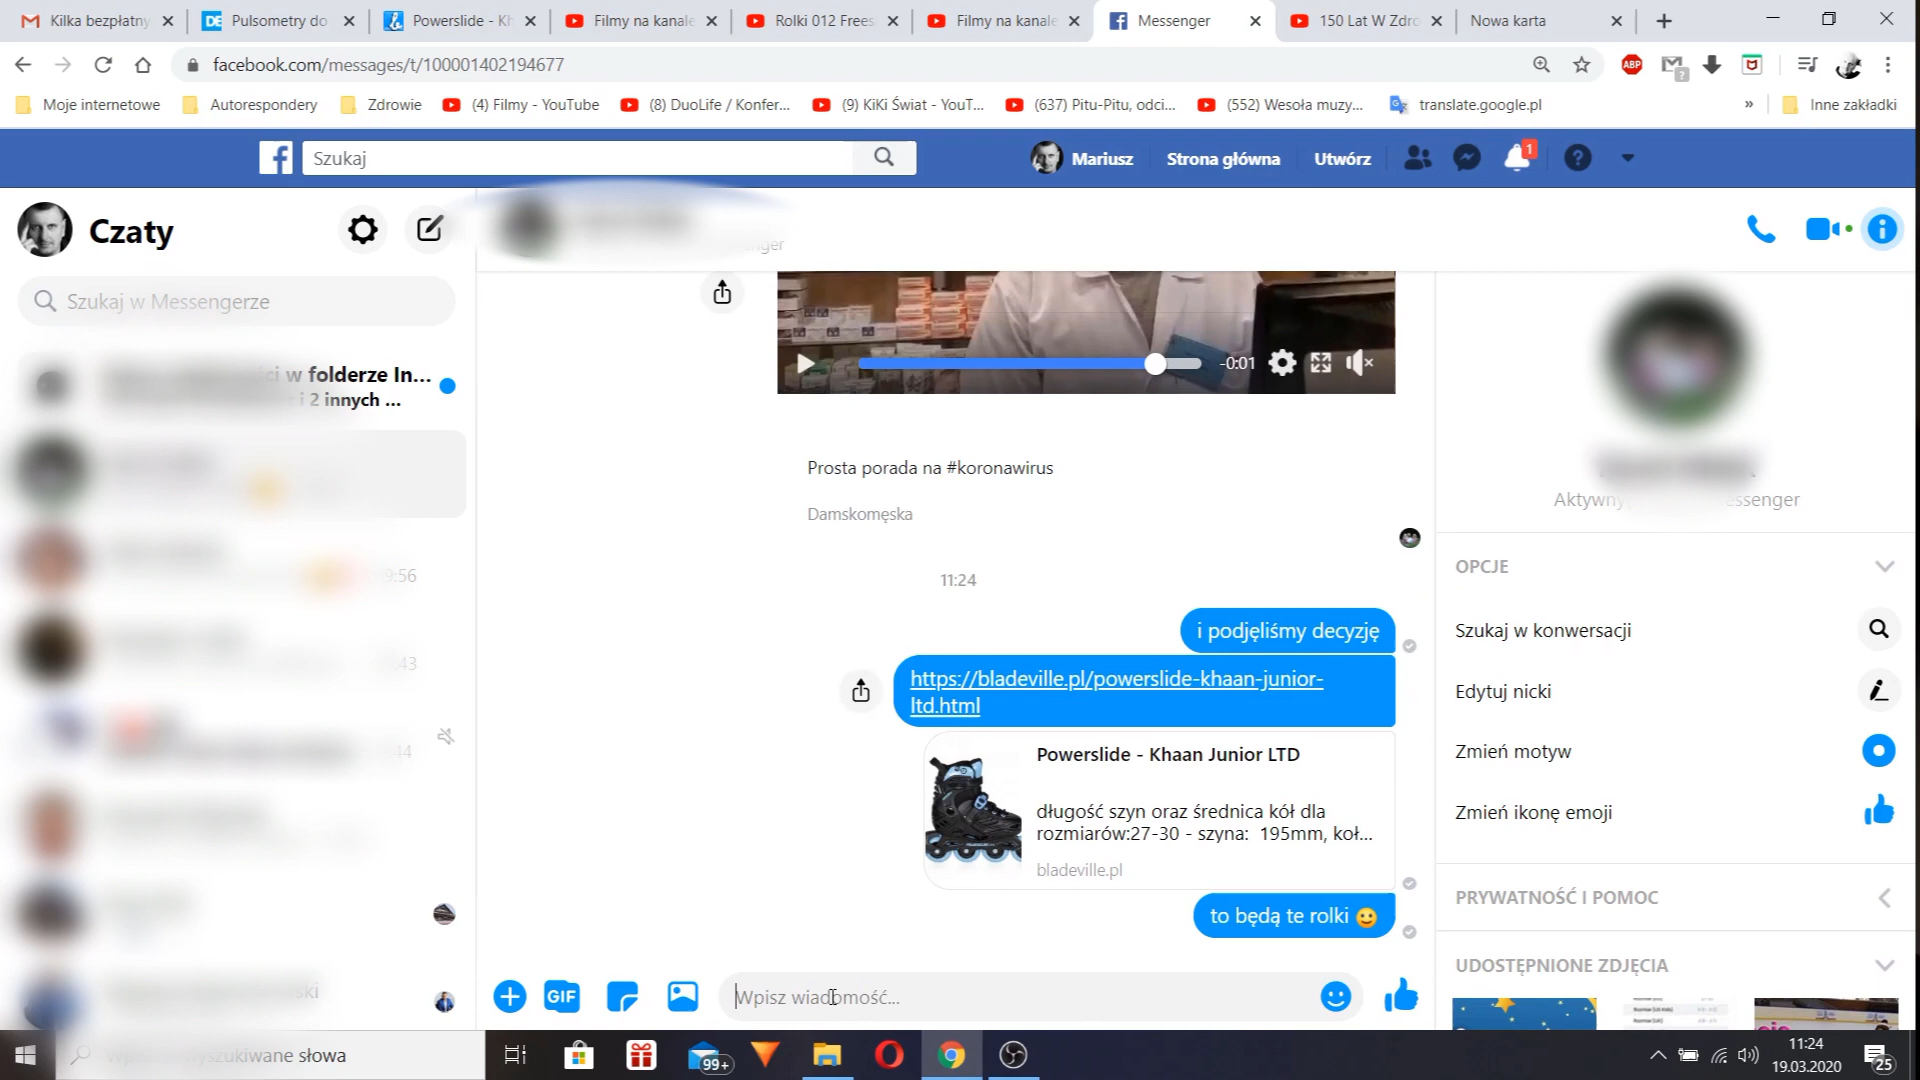 Kilka bezpłatny
Pulsometry do
Powerslide - Kh
Filmy na kanale
Rolki 012 Frees
Filmy na kanale
Messenger
150 Lat W Zdro
Nowa karta
facebook.com/messages/t/100001402194677
ABP
Moje internetowe
Autorespondery
Zdrowie
(4) Filmy - YouTube
(8) DuoLife / Konfer...
(9) KiKi Świat - YouT...
(637) Pitu-Pitu, odci...
(552) Wesoła muzy...
translate.google.pl
»
Inne zakładki
Szukaj
Mariusz
Strona główna
Utwórz
1
Czaty
Szukaj w Messengerze
w folderze In...
i 2 innych ...
-0:01
Prosta porada na #koronawirus
Damskomęska
11:24
i podjęliśmy decyzję
https://bladeville.pl/powerslide-khaan-junior-
ltd.html
Powerslide - Khaan Junior LTD
długość szyn oraz średnica kół dla
rozmiarów:27-30 - szyna: 195mm, koł...
bladeville.pl
to będą te rolki
GIF
Wpisz wiadomość...
OPCJE
Szukaj w konwersacji
Edytuj nicki
Zmień motyw
Zmień ikonę emoji
PRYWATNOŚĆ I POMOC
UDOSTĘPNIONE ZDJĘCIA
wyszukiwane słowa
99+
11:24
19.03.2020
25